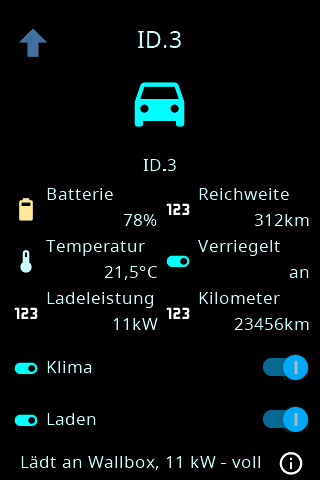 ID.3
ID.3
Batterie
78%
123
Reichweite
312km
Temperatur
21,5°C
Verriegelt
an
123
Ladeleistung
11kW
123
Kilometer
23456km
Klima
Laden
Lädt an Wallbox, 11 kW - voll